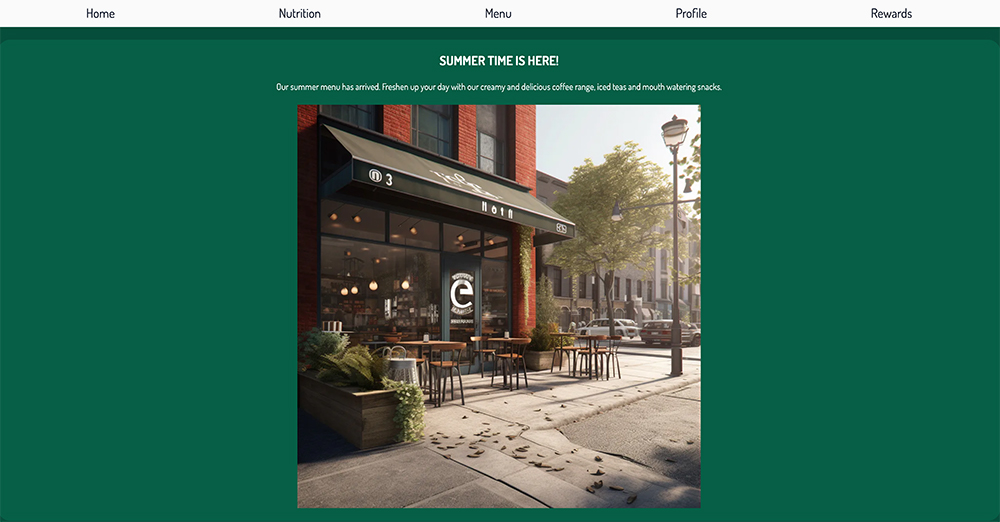 Home Nutrition Menu Profile Rewards
SUMMER TIME IS HERE!
Our summer menu has arrived. Freshen up your day with our creamy and delicious coffee range, iced teas and mouth watering snacks.
3
e